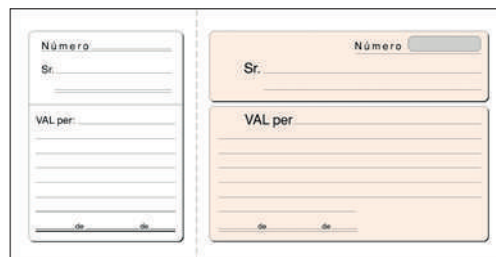 Número
Sr.
VAL per:
de de
Número
Sr.
VAL per
de de